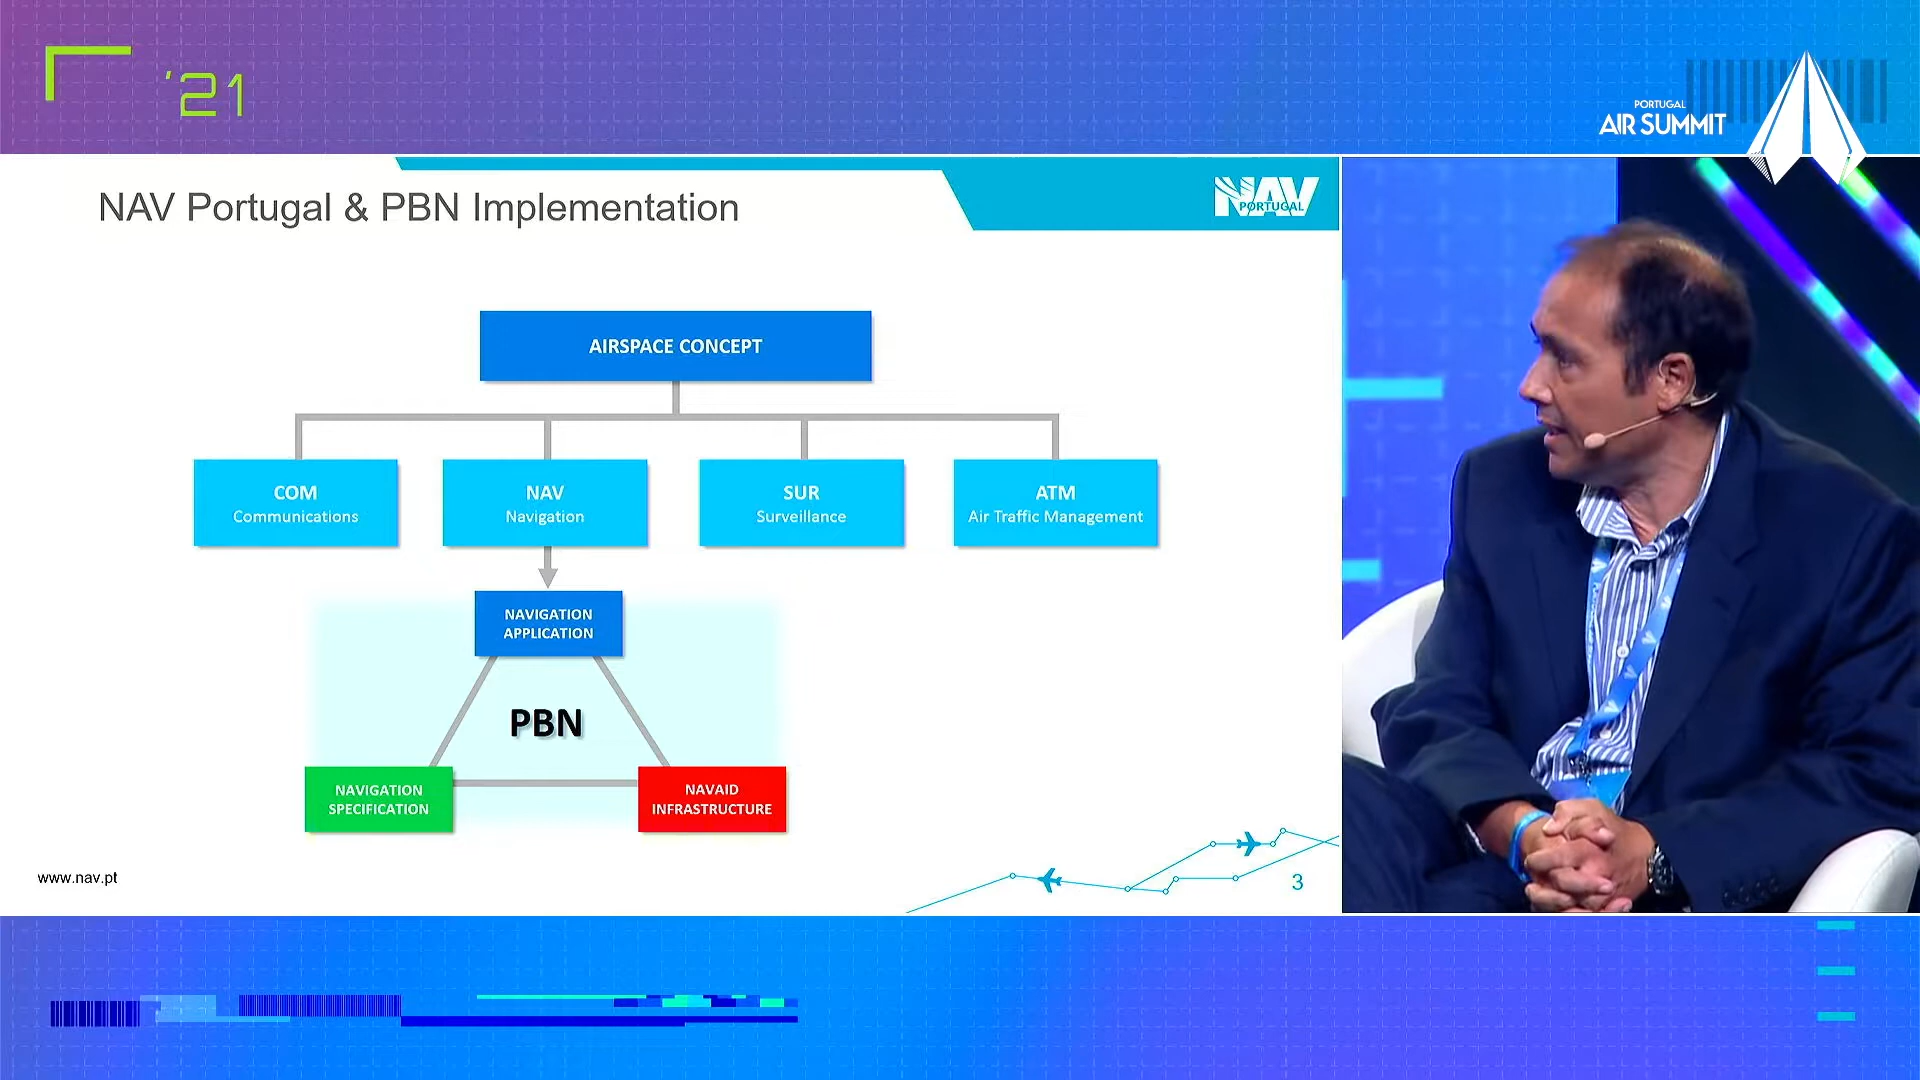 '21
PORTUGAL
AIR SUMMIT
NAV Portugal & PBN Implementation
NAV
PORTUGAL
AIRSPACE CONCEPT
COM
Communications
NAV
Navigation
SUR
Surveillance
ATM
Air Traffic Management
NAVIGATION
APPLICATION
PBN
NAVIGATION
SPECIFICATION
NAVAID
INFRASTRUCTURE
www.nav.pt
3